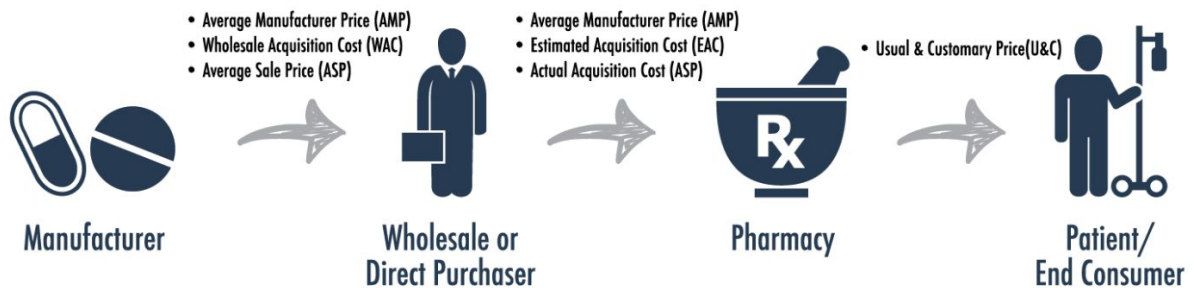 • Average Manufacturer Price (AMP)
• Wholesale Acquisition Cost (WAC)
• Average Sale Price (ASP)
• Average Manufacturer Price (AMP)
• Estimated Acquisition Cost (EAC)
• Actual Acquisition Cost (ASP)
• Usual & Customary Price(U&C)
Rx
Manufacturer
Wholesale or
Direct Purchaser
Pharmacy
Patient/
End Consumer